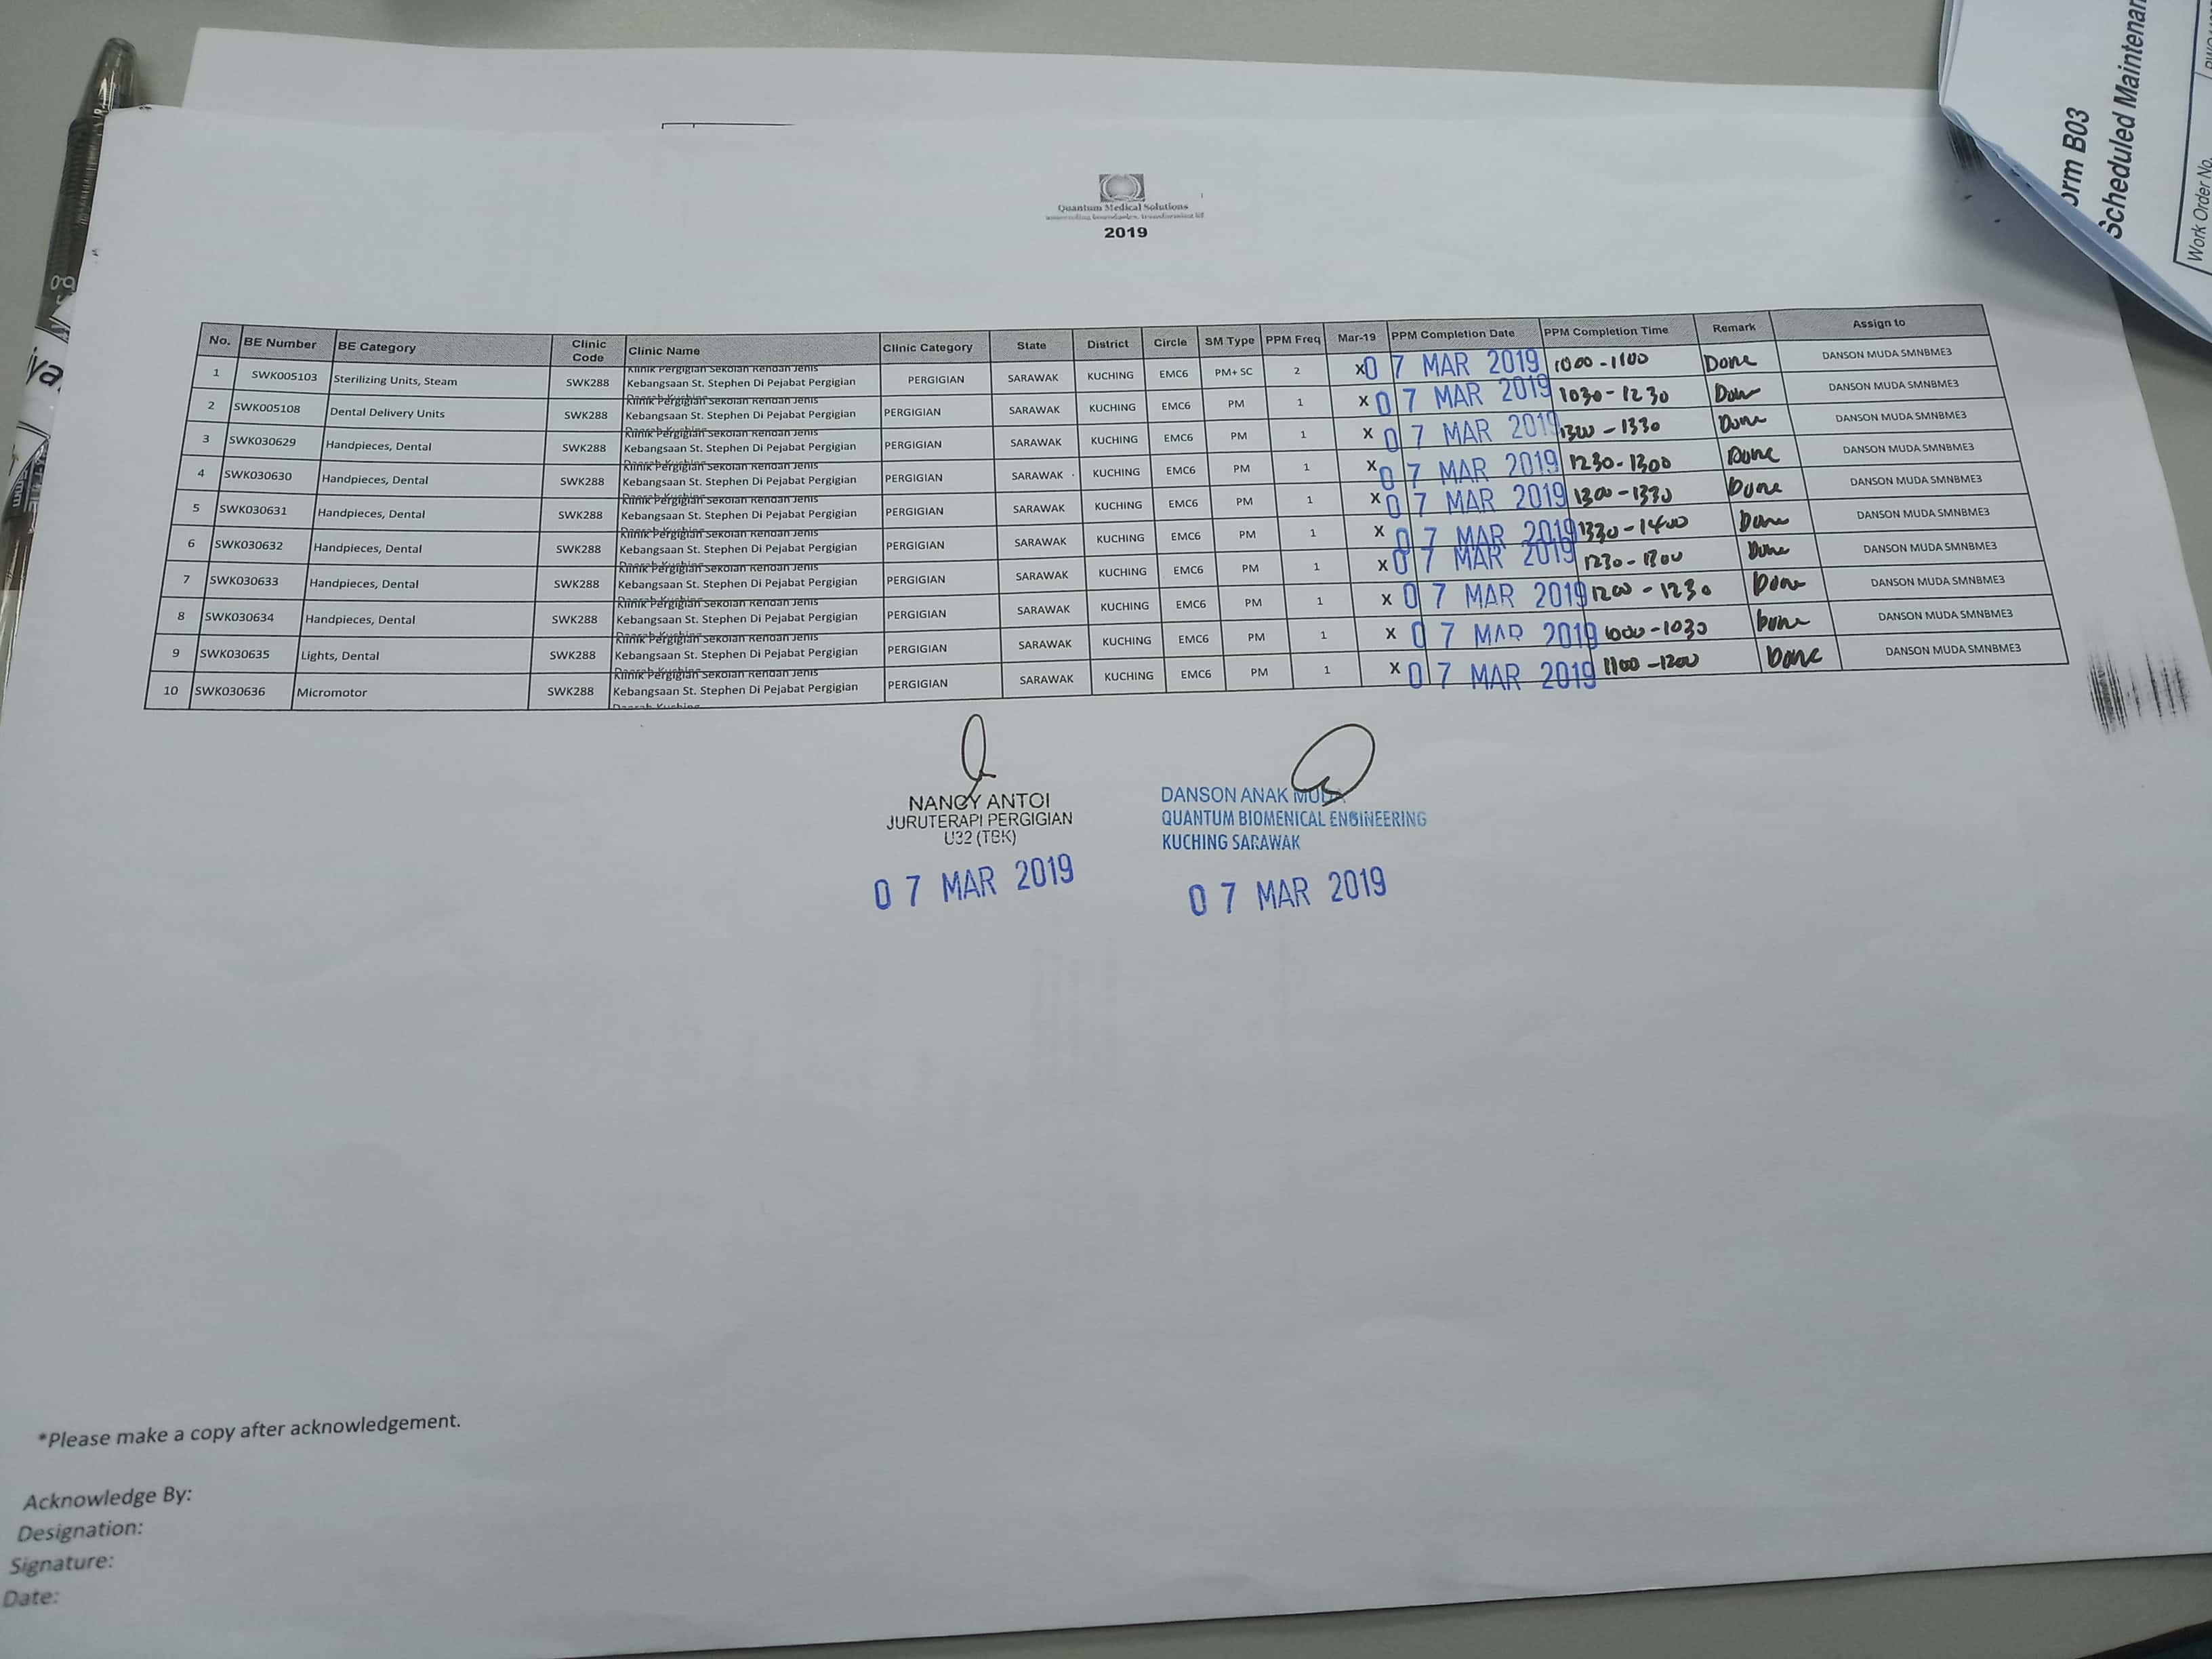 orm B03
Scheduled Maintenan
Work Order No.
Quantum Medical Solutions
2019
No. BE Number BE Category Clinic Code Clinic Name Clinic Category State District Circle SM Type PPM Freq Mar-19 PPM Completion Date PPM Completion Time Remark Assign to
1 SWK005103 Sterilizing Units, Steam SWK288 Klinik Pergigian Sekolah Rendah Jenis Kebangsaan St. Stephen Di Pejabat Pergigian Daerah Kuching PERGIGIAN SARAWAK KUCHING EMC6 PM+ SC 2 X 07 MAR 2019 1000-1100 Done DANSON MUDA SMNBME3
2 SWK005108 Dental Delivery Units SWK288 Klinik Pergigian Sekolah Rendah Jenis Kebangsaan St. Stephen Di Pejabat Pergigian Daerah Kuching PERGIGIAN SARAWAK KUCHING EMC6 PM 1 X 07 MAR 2019 1030-1230 Done DANSON MUDA SMNBME3
3 SWK030629 Handpieces, Dental SWK288 Klinik Pergigian Sekolah Rendah Jenis Kebangsaan St. Stephen Di Pejabat Pergigian Daerah Kuching PERGIGIAN SARAWAK KUCHING EMC6 PM 1 X 07 MAR 2019 1300-1330 Done DANSON MUDA SMNBME3
4 SWK030630 Handpieces, Dental SWK288 Klinik Pergigian Sekolah Rendah Jenis Kebangsaan St. Stephen Di Pejabat Pergigian Daerah Kuching PERGIGIAN SARAWAK KUCHING EMC6 PM 1 X 07 MAR 2019 1230-1300 Done DANSON MUDA SMNBME3
5 SWK030631 Handpieces, Dental SWK288 Klinik Pergigian Sekolah Rendah Jenis Kebangsaan St. Stephen Di Pejabat Pergigian Daerah Kuching PERGIGIAN SARAWAK KUCHING EMC6 PM 1 X 07 MAR 2019 1300-1330 Done DANSON MUDA SMNBME3
6 SWK030632 Handpieces, Dental SWK288 Klinik Pergigian Sekolah Rendah Jenis Kebangsaan St. Stephen Di Pejabat Pergigian Daerah Kuching PERGIGIAN SARAWAK KUCHING EMC6 PM 1 X 07 MAR 2019 1330-1400 Done DANSON MUDA SMNBME3
7 SWK030633 Handpieces, Dental SWK288 Klinik Pergigian Sekolah Rendah Jenis Kebangsaan St. Stephen Di Pejabat Pergigian Daerah Kuching PERGIGIAN SARAWAK KUCHING EMC6 PM 1 X 07 MAR 2019 1230-1300 Done DANSON MUDA SMNBME3
8 SWK030634 Handpieces, Dental SWK288 Klinik Pergigian Sekolah Rendah Jenis Kebangsaan St. Stephen Di Pejabat Pergigian Daerah Kuching PERGIGIAN SARAWAK KUCHING EMC6 PM 1 X 07 MAR 2019 1200-1230 Done DANSON MUDA SMNBME3
9 SWK030635 Lights, Dental SWK288 Klinik Pergigian Sekolah Rendah Jenis Kebangsaan St. Stephen Di Pejabat Pergigian Daerah Kuching PERGIGIAN SARAWAK KUCHING EMC6 PM 1 X 07 MAR 2019 1000-1030 Done DANSON MUDA SMNBME3
10 SWK030636 Micromotor SWK288 Klinik Pergigian Sekolah Rendah Jenis Kebangsaan St. Stephen Di Pejabat Pergigian Daerah Kuching PERGIGIAN SARAWAK KUCHING EMC6 PM 1 X 07 MAR 2019 1100-1200 Done DANSON MUDA SMNBME3
NANCY ANTOI
JURUTERAPI PERGIGIAN
U32 (TBK)
07 MAR 2019
DANSON ANAK MUDA
QUANTUM BIOMENICAL ENGINEERING
KUCHING SARAWAK
07 MAR 2019
*Please make a copy after acknowledgement.
Acknowledge By:
Designation:
Signature:
Date: